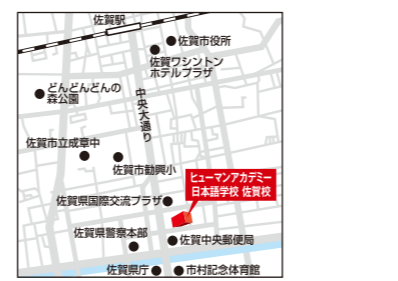 佐賀駅
佐賀市役所
佐賀ワシントン
ホテルプラザ
どんどんどんの
森公園
中央大通り
佐賀市立成章中
佐賀市勧興小
ヒューマンアカデミー
日本語学校 佐賀校
佐賀県国際交流プラザ
佐賀県警察本部
佐賀中央郵便局
佐賀県庁
市村記念体育館